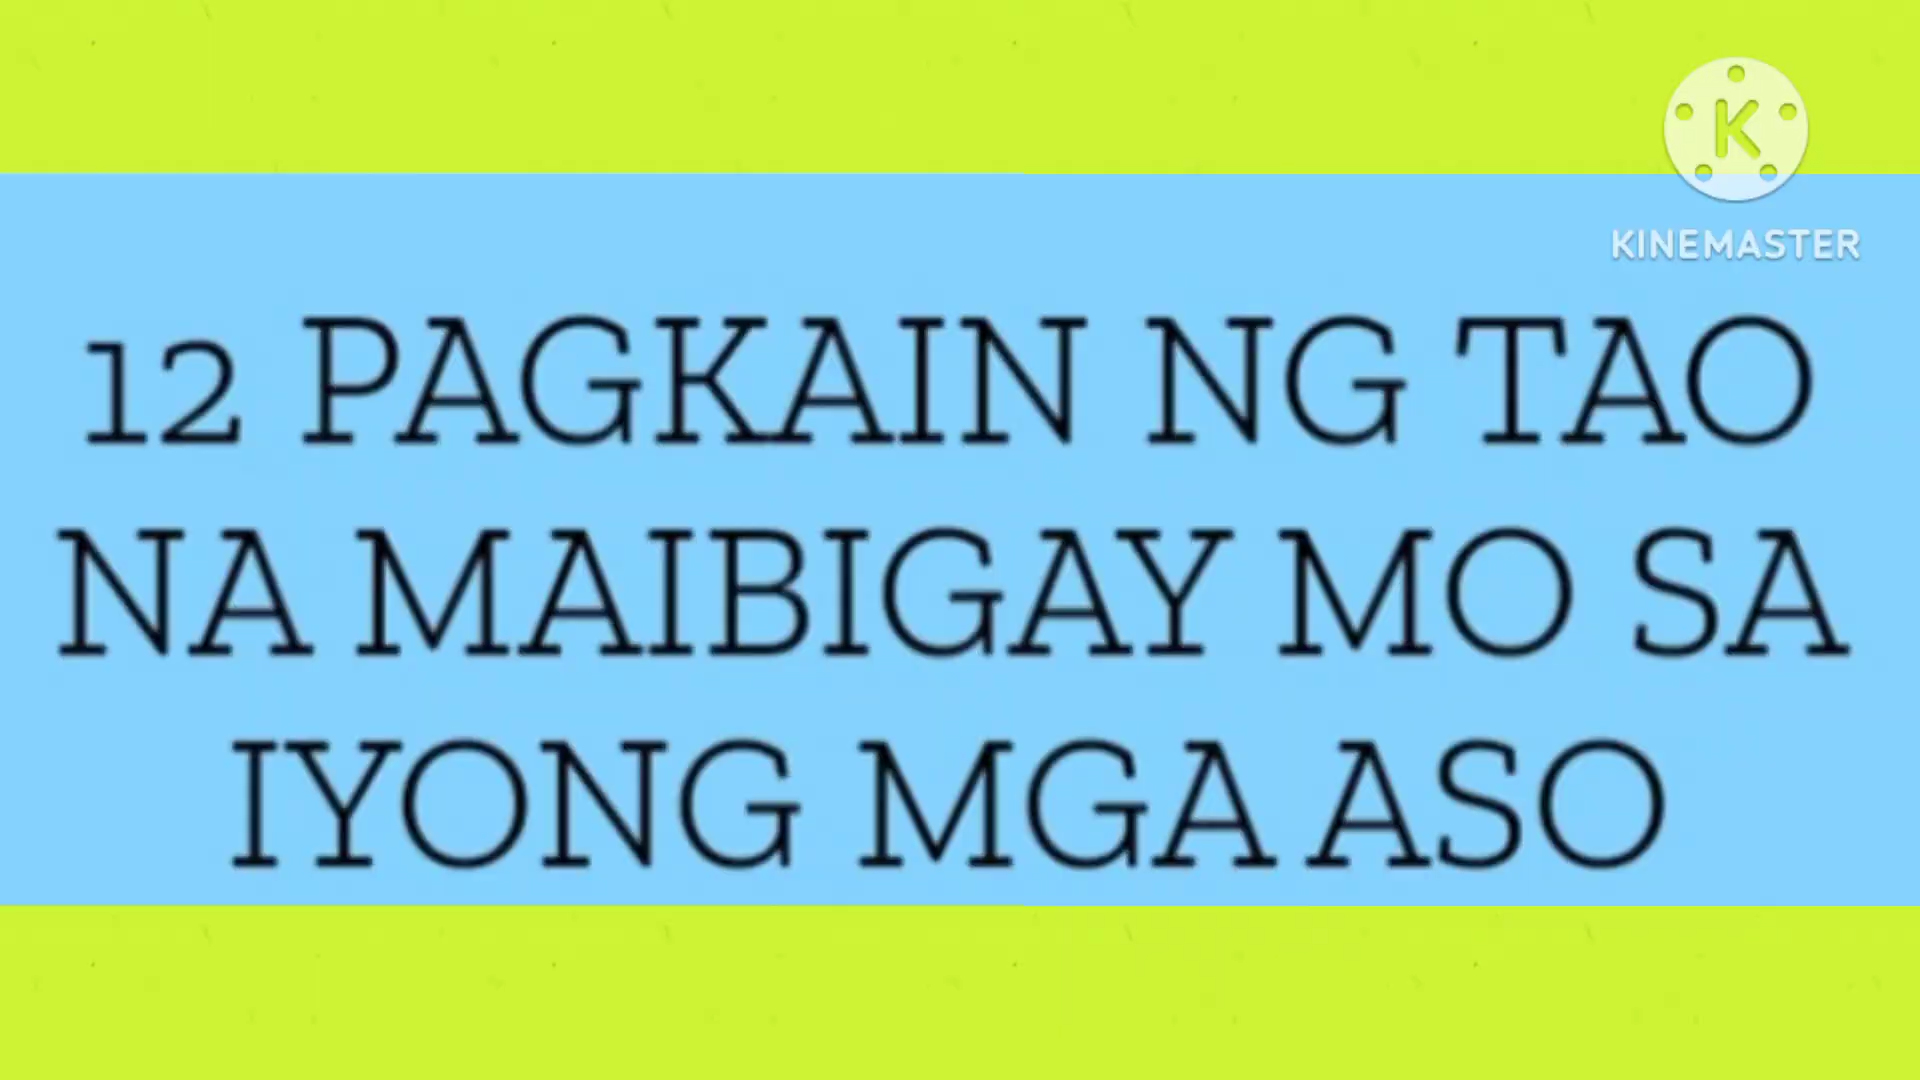 K
KINEMASTER
12 PAGKAIN NG TAO
NA MAIBIGAY MO SA
IYONG MGA ASO